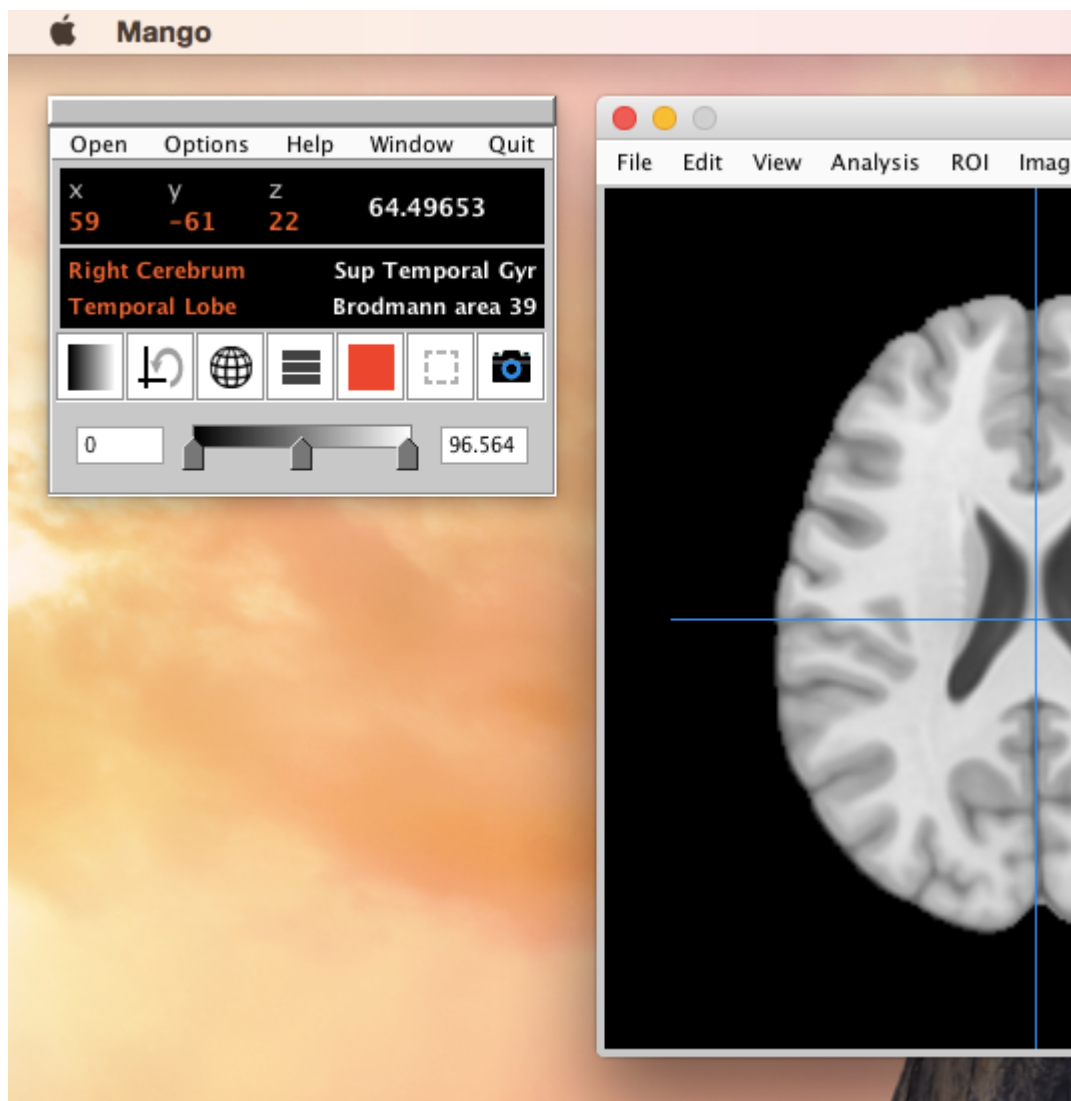 Mango
Open Options Help Window Quit
x y z
59 -61 22 64.49653
Right Cerebrum Sup Temporal Gyr
Temporal Lobe Brodmann area 39
0 96.564
File Edit View Analysis ROI Imag